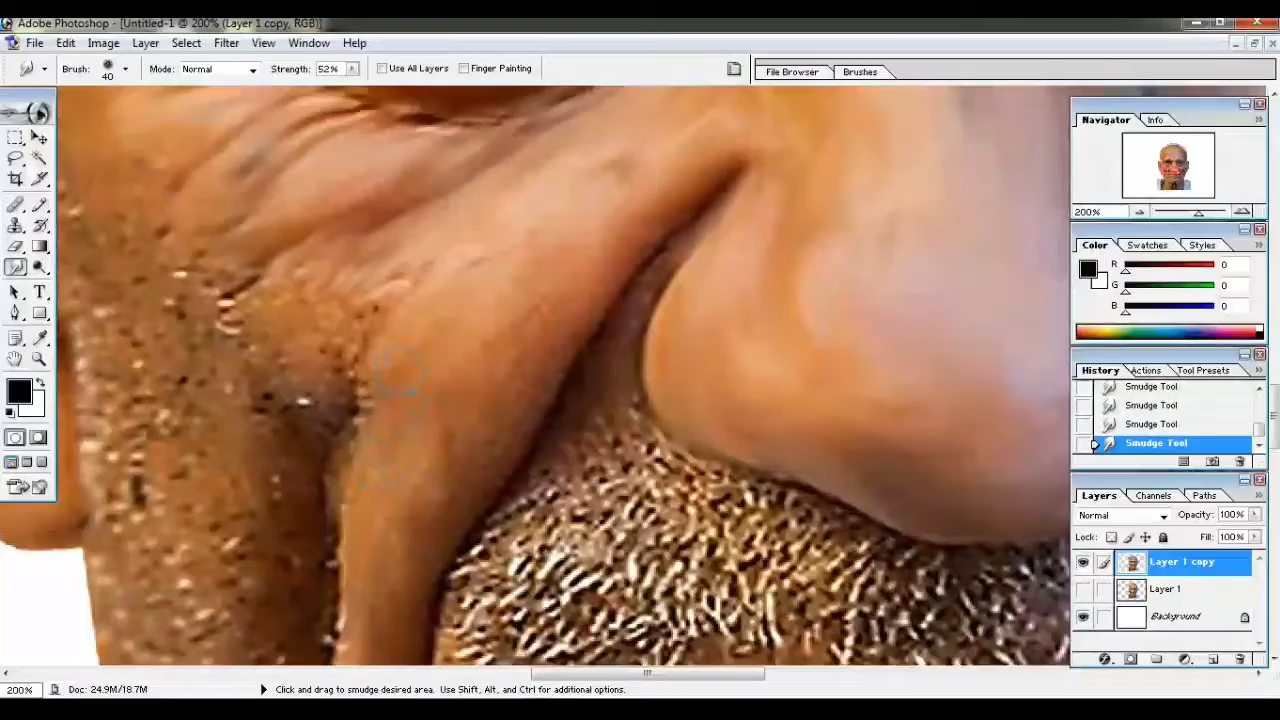 Adobe Photoshop - [Untitled-1 @ 200% (Layer 1 copy, RGB)]
File Edit Image Layer Select Filter View Window Help
Brush: 40 Mode: Normal Strength: 52% Use All Layers Finger Painting File Browser Brushes
Navigator Info
200%
Color Swatches Styles
R 0
G 0
B 0
History Actions Tool Presets
Smudge Tool
Smudge Tool
Smudge Tool
Smudge Tool
Layers Channels Paths
Normal Opacity: 100%
Lock: Fill: 100%
Layer 1 copy
Layer 1
Background
200% Doc: 24.9M/18.7M Click and drag to smudge desired area. Use Shift, Alt, and Ctrl for additional options.